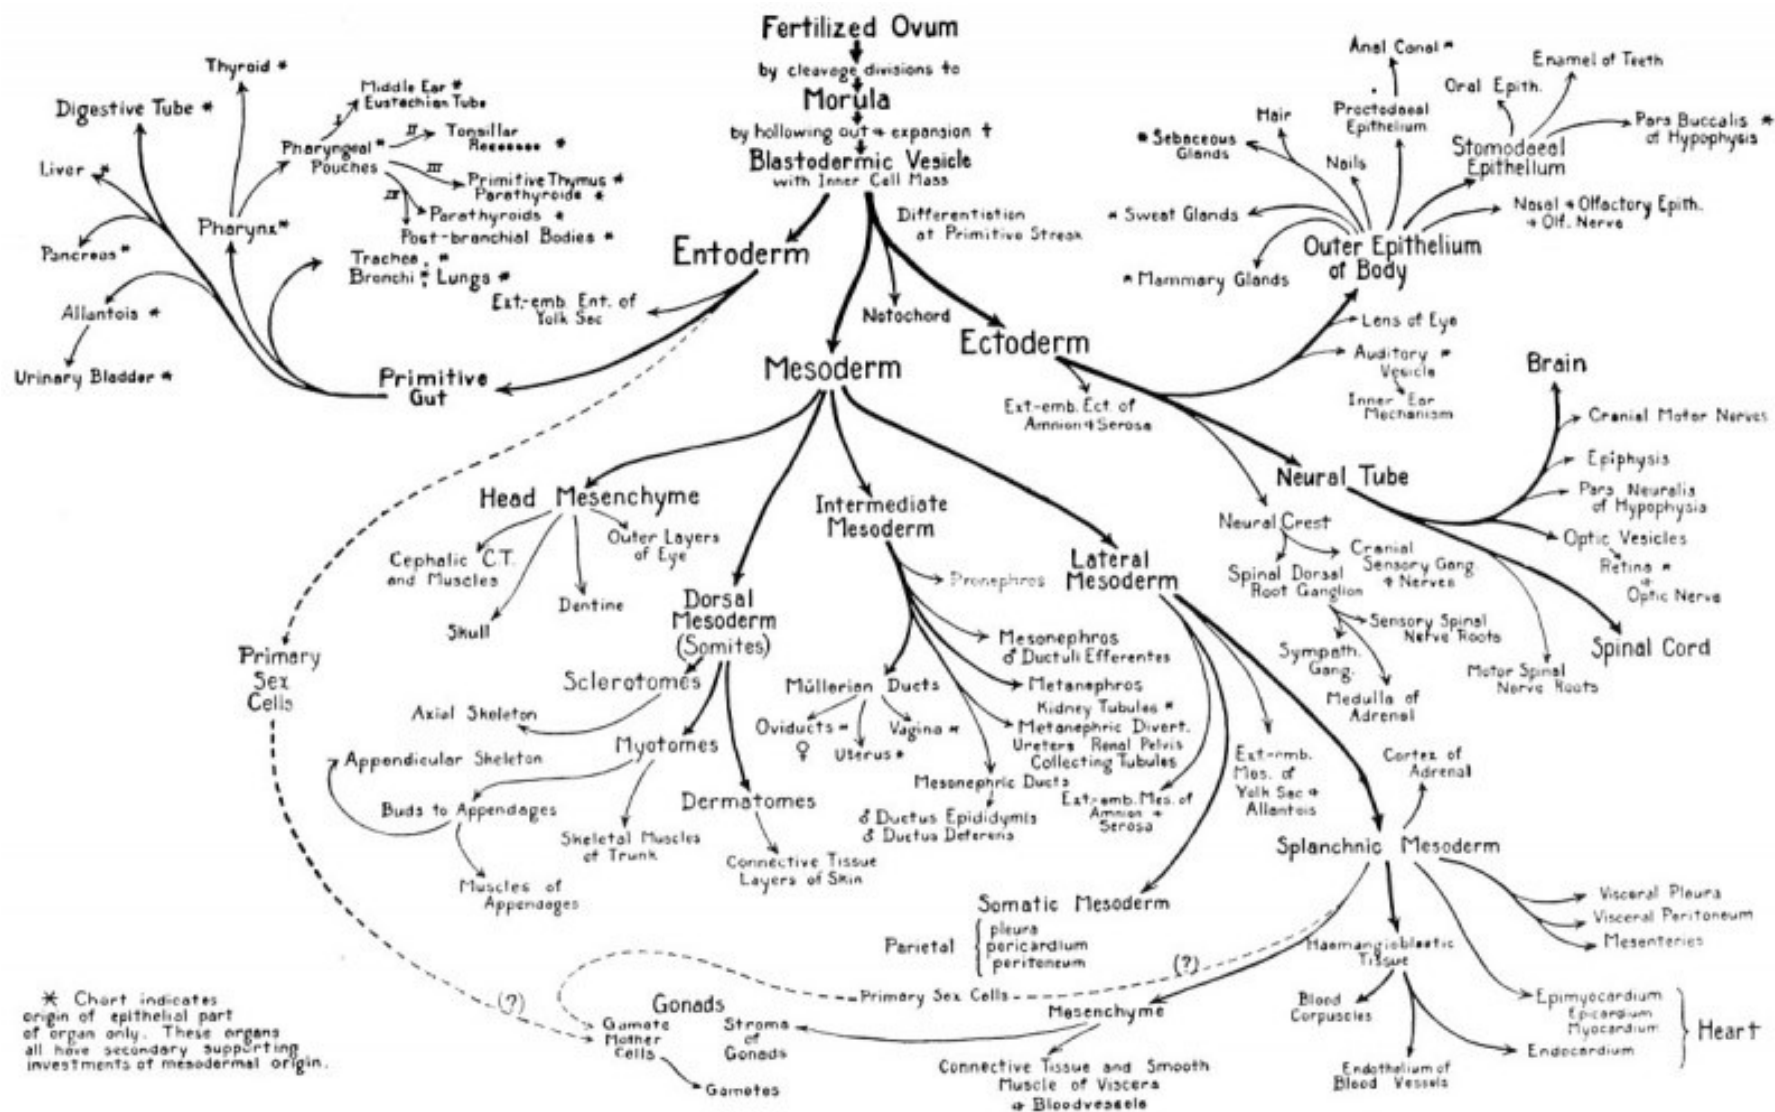 Fertilized Ovum
by cleavage divisions to
Morula
by hollowing out & expansion †
Blastodermic Vesicle
with Inner Cell Mass
Differentiation
at Primitive Streak
Entoderm
Ext.-emb. Ent. of
Yolk Sac
Notochord
Mesoderm
Ectoderm
Ext.-emb. Ect. of
Amnion & Serosa
Primitive
Gut
Thyroid *
Digestive Tube *
Liver *
Pancreas *
Allantois *
Urinary Bladder *
Pharynx *
Pharyngeal *
Pouches
I
Middle Ear *
Eustachian Tube
II
Tonsillar
Recesses *
III
Primitive Thymus *
Parathyroids *
IV
Parathyroids *
Post-branchial Bodies *
Trachea *
Bronchi * Lungs *
Anal Canal *
Proctodaeal
Epithelium
Enamel of Teeth
Oral Epith.
Pars Buccalis *
of Hypophysis
Stomodaeal
Epithelium
Hair
* Sebaceous
Glands
Nails
* Sweat Glands
* Mammary Glands
Nasal & Olfactory Epith.
& Olf. Nerve
Outer Epithelium
of Body
Lens of Eye
Auditory *
Vesicle
Inner Ear
Mechanism
Brain
Cranial Motor Nerves
Epiphysis
Pars Neuralis
of Hypophysis
Optic Vesicles
Retina *
&
Optic Nerve
Neural Tube
Spinal Cord
Motor Spinal
Nerve Roots
Neural Crest
Cranial
Sensory Gang.
& Nerves
Spinal Dorsal
Root Ganglion
Sensory Spinal
Nerve Roots
Sympath.
Gang.
Medulla of
Adrenal
Head Mesenchyme
Cephalic C.T.
and Muscles
Skull
Dentine
Outer Layers
of Eye
Dorsal
Mesoderm
(Somites)
Sclerotomes
Axial Skeleton
Myotomes
Appendicular Skeleton
Buds to Appendages
Muscles of
Appendages
Skeletal Muscles
of Trunk
Dermatomes
Connective Tissue
Layers of Skin
Intermediate
Mesoderm
Pronephros
Mesonephros
♂ Ductuli Efferentes
Metanephros
Kidney Tubules *
Metanephric Divert.
Ureters Renal Pelvis
Collecting Tubules
Müllerian Ducts
Oviducts *
♀
Uterus *
Vagina *
Mesonephric Ducts
♂ Ductus Epididymis
♂ Ductus Deferens
Lateral
Mesoderm
Ext.-emb. Mes. of
Amnion &
Serosa
Ext.-emb.
Mes. of
Yolk Sac &
Allantois
Somatic Mesoderm
Parietal
pleura
pericardium
peritoneum
Cortex of
Adrenal
Splanchnic Mesoderm
Visceral Pleura
Visceral Peritoneum
Mesenteries
Haemangioblastic
Tissue
Blood
Corpuscles
Endothelium of
Blood Vessels
Epimyocardium
Epicardium
Myocardium
Endocardium
Heart
Mesenchyme
Connective Tissue and Smooth
Muscle of Viscera
& Bloodvessels
Primary
Sex
Cells
(?)
Primary Sex Cells
(?)
Gonads
Gamete
Mother
Cells
Stroma
of
Gonads
Gametes
* Chart indicates
origin of epithelial part
of organ only. These organs
all have secondary supporting
investments of mesodermal origin.